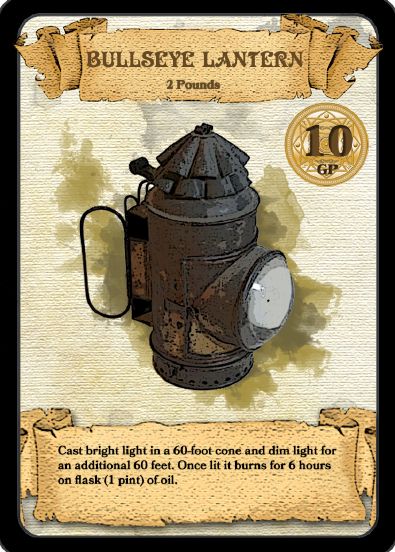 BULLSEYE LANTERN
2 Pounds
10
GP
Cast bright light in a 60-foot cone and dim light for
an additional 60 feet. Once lit it burns for 6 hours
on flask (1 pint) of oil.